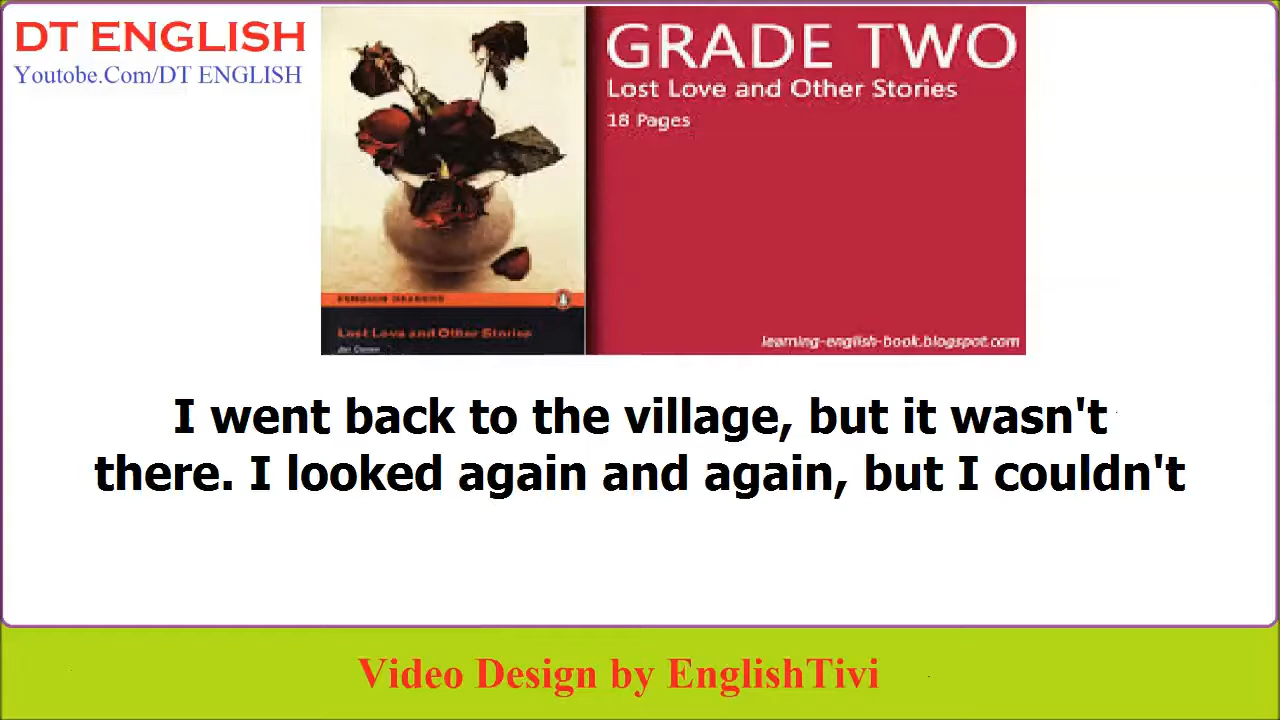 DT ENGLISH
Youtobe.Com/DT ENGLISH
GRADE TWO
Lost Love and Other Stories
18 Pages
PENGUIN READERS
Lost Love and Other Stories
learning-english-book.blogspot.com
I went back to the village, but it wasn't
there. I looked again and again, but I couldn't
Video Design by EnglishTivi